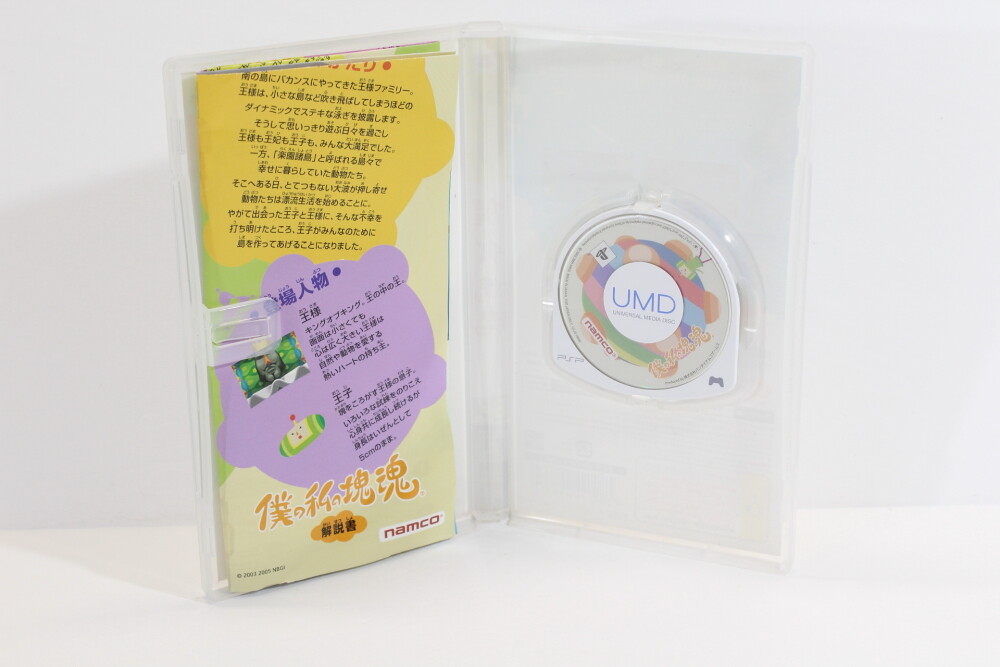 南の島にバカンスにやってきた王様ファミリー。
王様は、小さな島など吹き飛ばしてしまうほどの
ダイナミックでステキな泳ぎを披露します。
そうして思いっきり遊ぶ日々を過ごし
王様も王妃も王子も、みんな大満足でした。
一方、「楽園諸島」と呼ばれる島々で
幸せに暮らしていた動物たち。
そこへある日、とてつもない大波が押し寄せ
動物たちは漂流生活を始めることに。
やがて出会った王子と王様に、そんな不幸を
打ち明けたところ、王子がみんなのために
島を作ってあげることになりました。
場人物
王様
キングオブキング。王の中の王。
画面は小さくても
心は広く大きい王様は
自然や動物を愛する
熱いハートの持ち主。
王子
塊をころがす王様の息子。
いろいろな試練をのりこえ
心身共に成長し続けるが
身長はいぜんとして
5cmのまま。
僕の私の塊魂
解説書
namco
© 2003 2005 NBGI
UMD
UNIVERSAL MEDIA DISC
namco
僕の私の塊魂
PSP